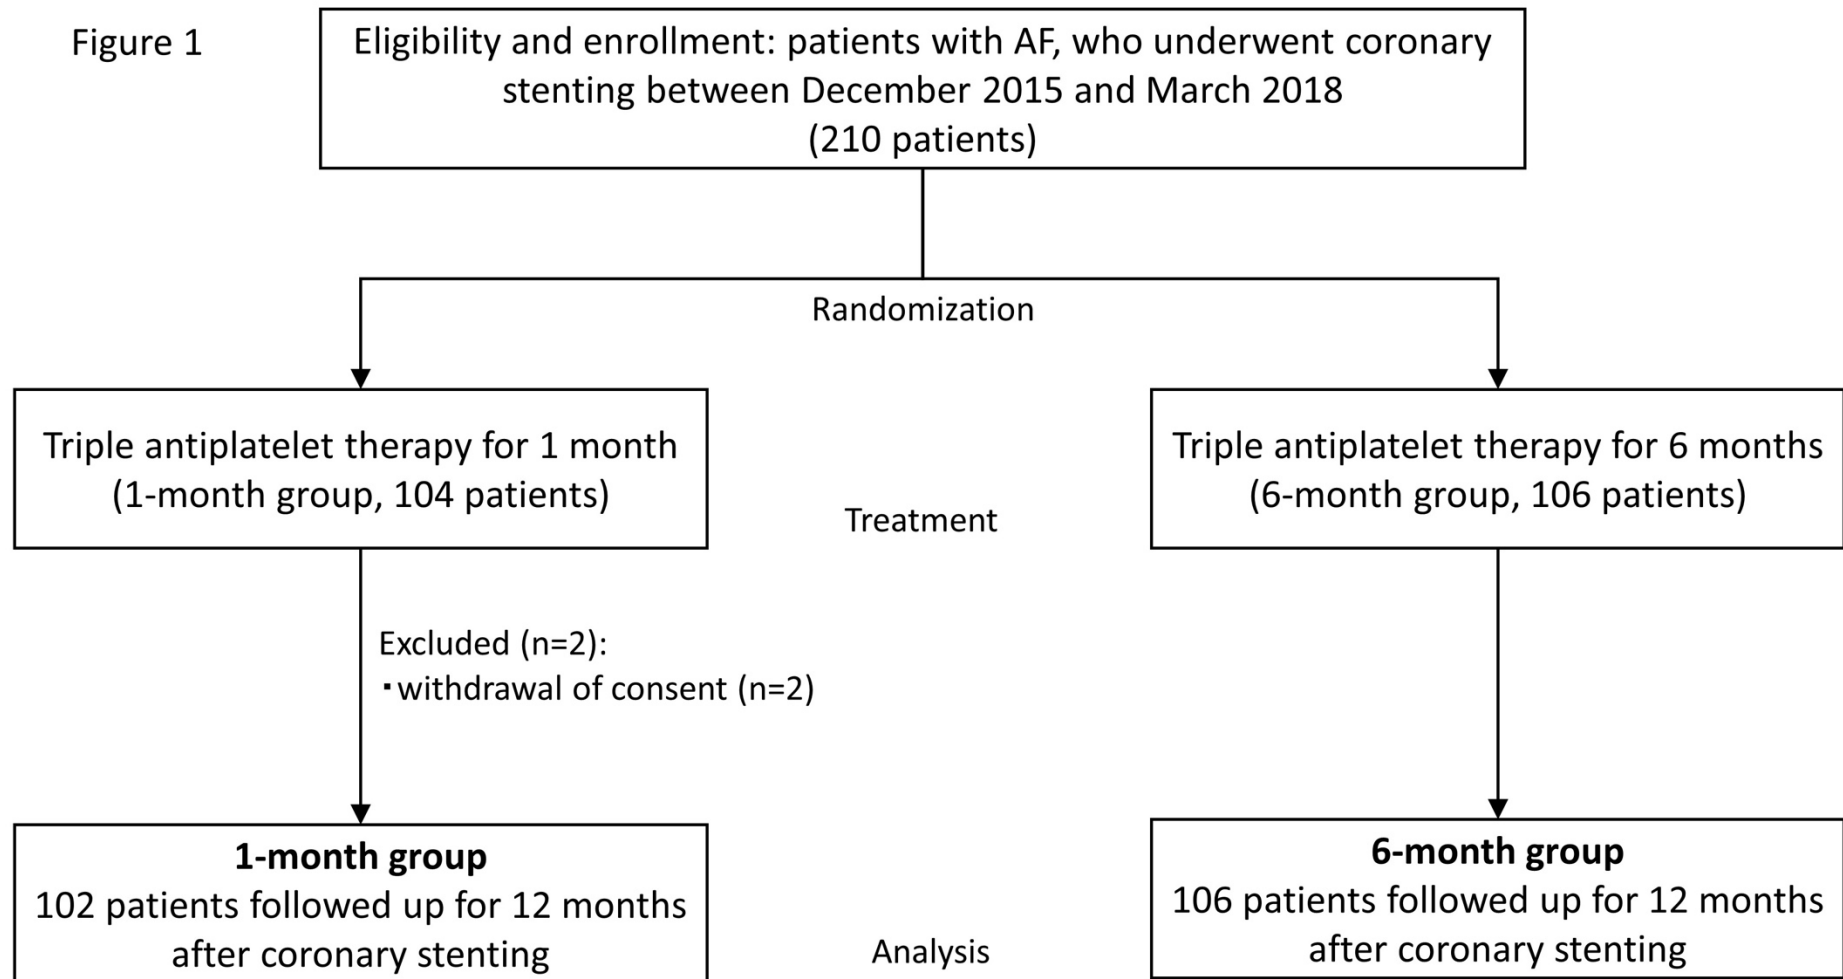 Figure 1
Eligibility and enrollment: patients with AF, who underwent coronary
stenting between December 2015 and March 2018
(210 patients)
Randomization
Triple antiplatelet therapy for 1 month
(1-month group, 104 patients)
Triple antiplatelet therapy for 6 months
(6-month group, 106 patients)
Treatment
Excluded (n=2):
・withdrawal of consent (n=2)
1-month group
102 patients followed up for 12 months
after coronary stenting
6-month group
106 patients followed up for 12 months
after coronary stenting
Analysis